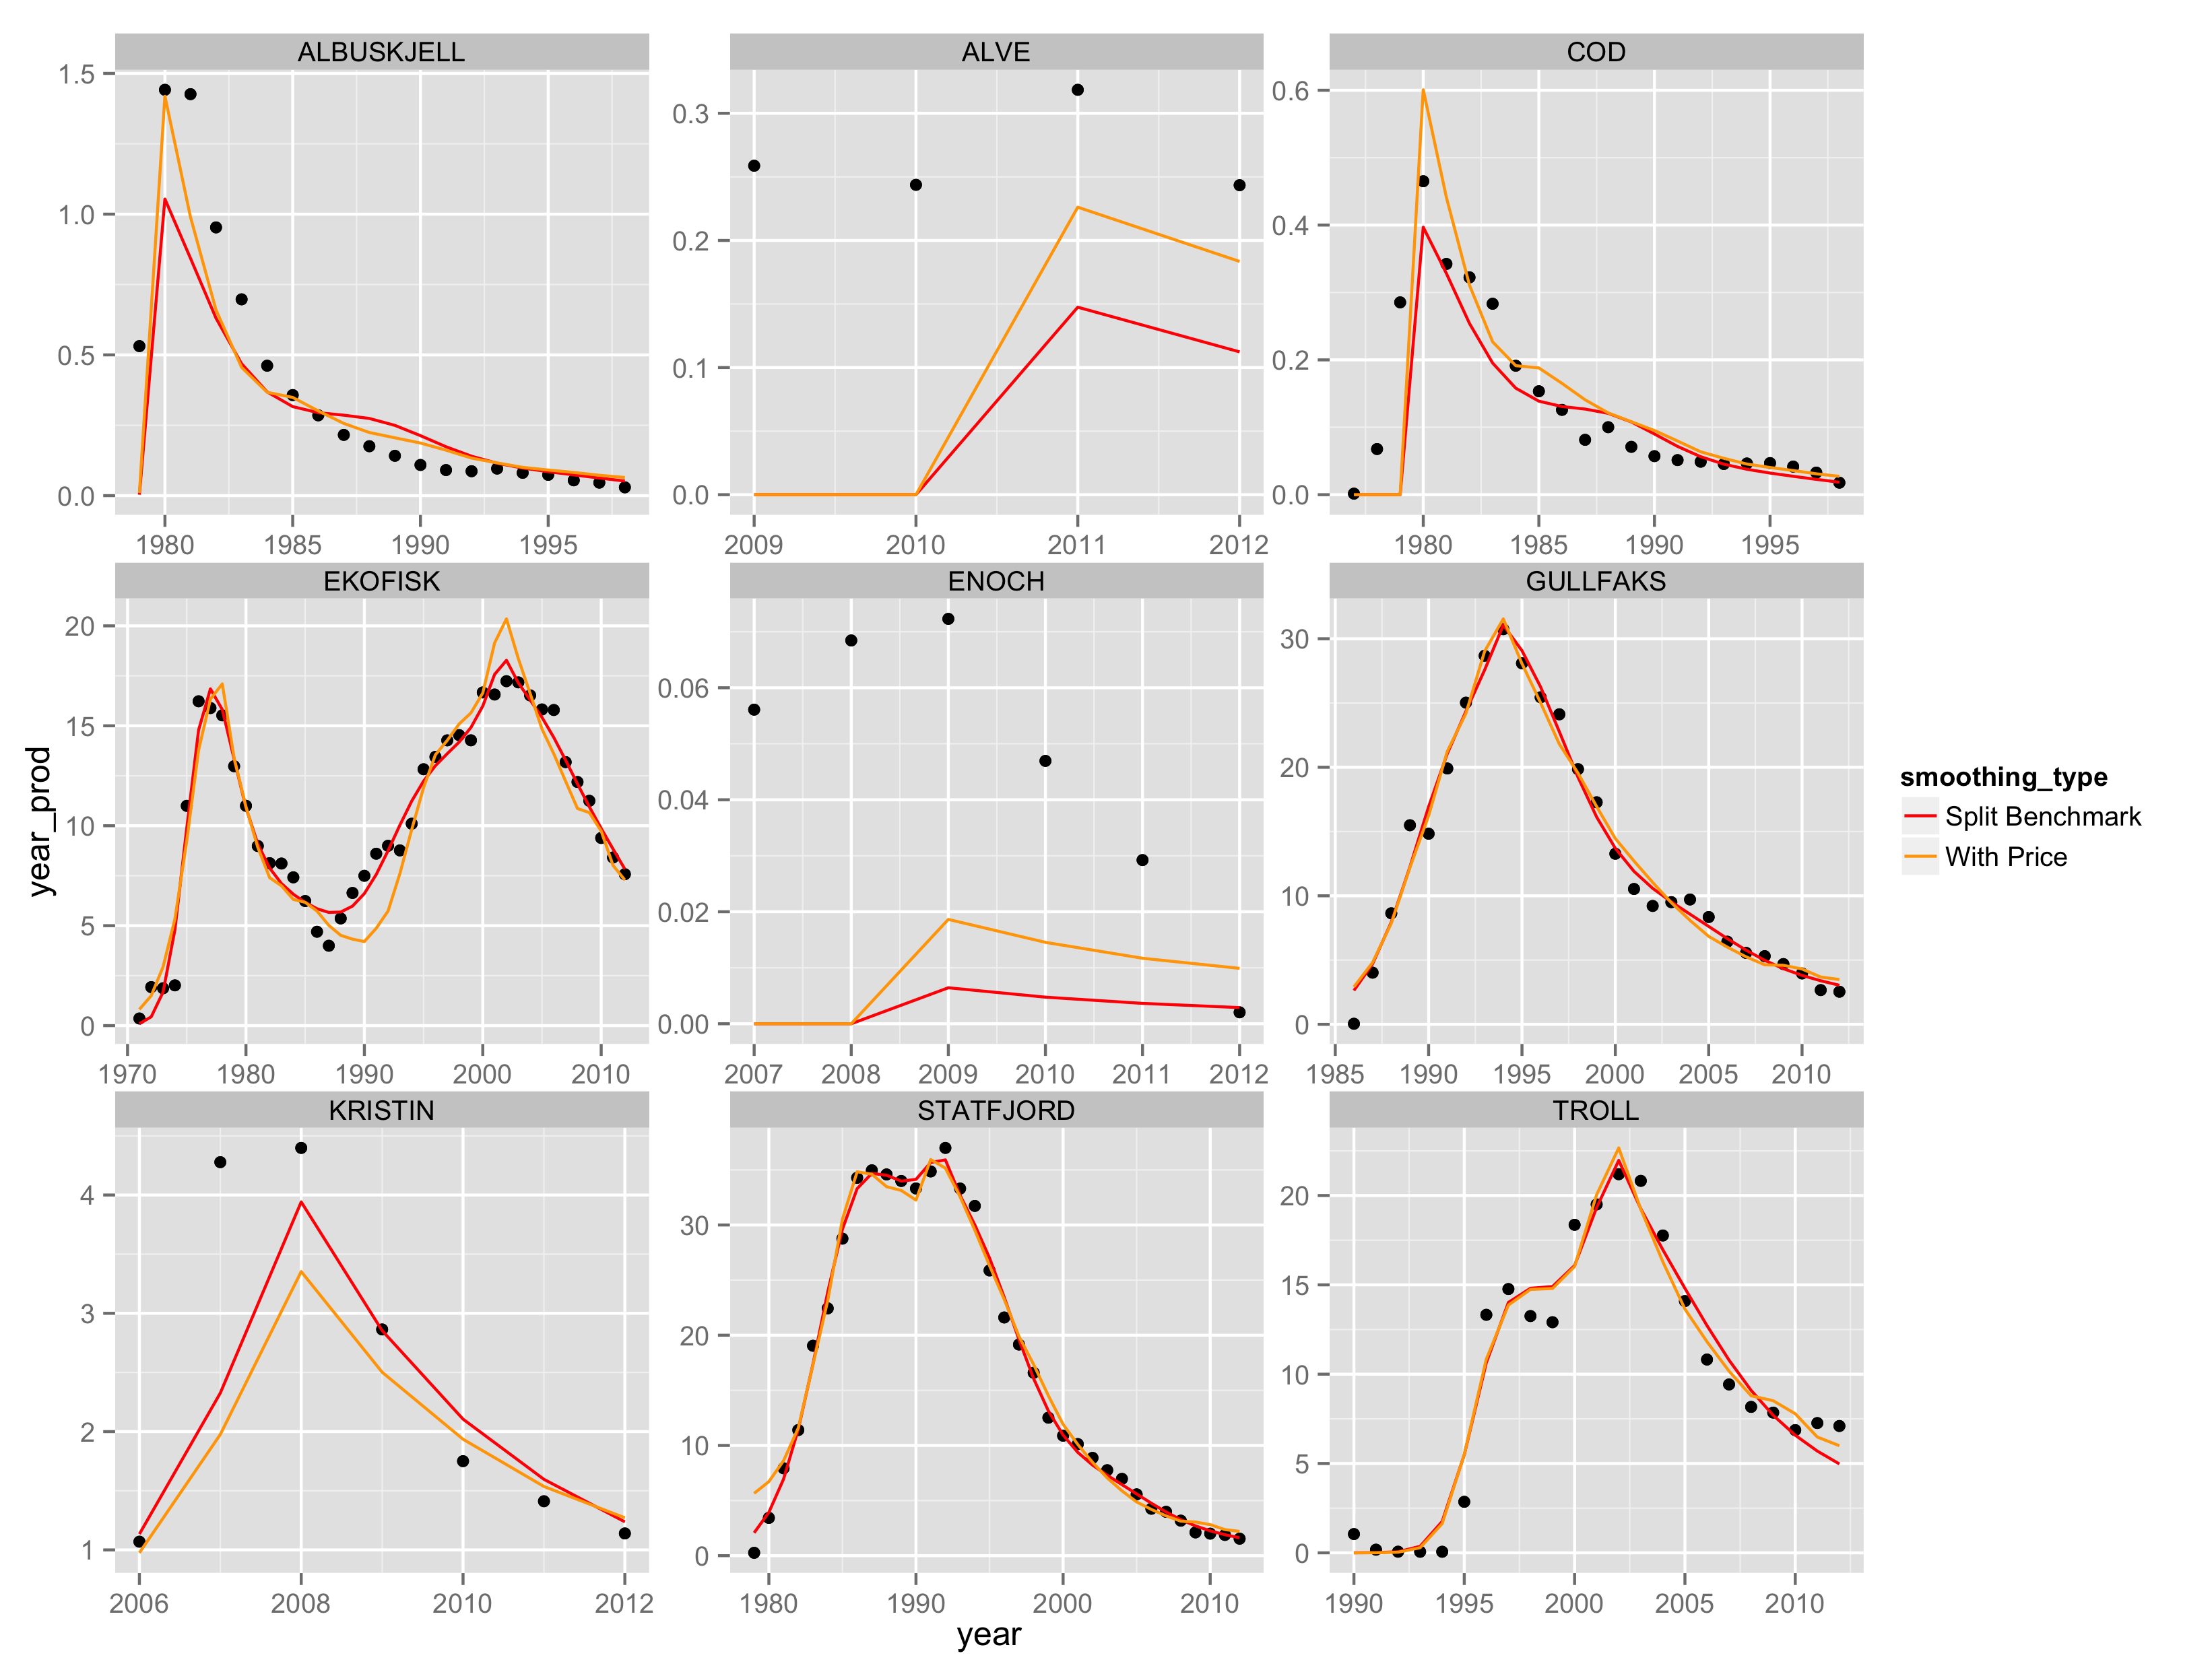 ALBUSKJELL
ALVE
COD
1.5
1.0
0.5
0.0
0.3
0.2
0.1
0.0
0.6
0.4
0.2
0.0
1980 1985 1990 1995
2009 2010 2011 2012
1980 1985 1990 1995
EKOFISK
ENOCH
GULLFAKS
20
15
10
5
0
0.06
0.04
0.02
0.00
30
20
10
0
1970 1980 1990 2000 2010
2007 2008 2009 2010 2011 2012
1985 1990 1995 2000 2005 2010
KRISTIN
STATFJORD
TROLL
4
3
2
1
30
20
10
0
20
15
10
5
0
2006 2008 2010 2012
1980 1990 2000 2010
1990 1995 2000 2005 2010
year
year_prod
smoothing_type
Split Benchmark
With Price